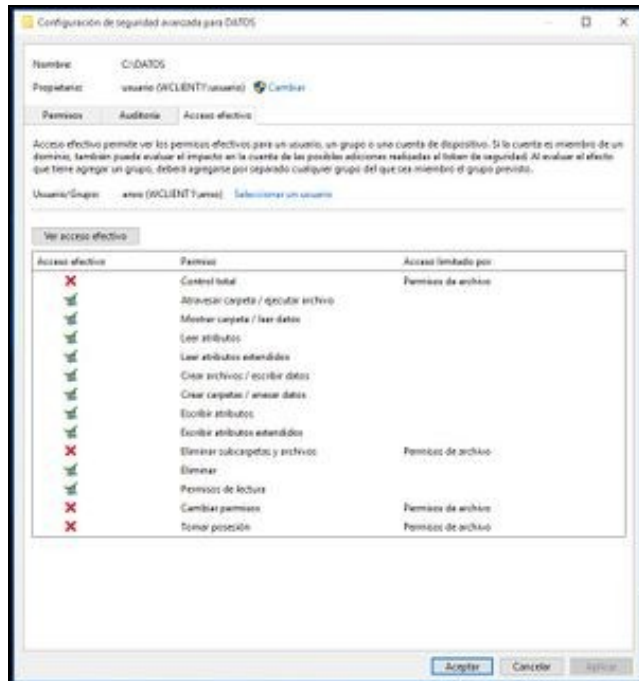 Configuración de seguridad avanzada para DATOS
Nombre: C:\DATOS
Propietario: usuario (WCLIENT1\usuario) Cambiar
Permisos Auditoría Acceso efectivo
Acceso efectivo permite ver los permisos efectivos para un usuario, un grupo o una cuenta de dispositivo. Si la cuenta es miembro de un
dominio, también puede evaluar el impacto en la cuenta de las posibles adiciones realizadas al token de seguridad. Al evaluar el efecto
que tiene agregar un grupo, deberá agregarse por separado cualquier grupo del que sea miembro el grupo previsto.
Usuario/Grupo: Seleccionar un usuario
Ver acceso efectivo
Acceso efectivo Permiso Acceso limitado por
Control total Permisos de archivo
Atravesar carpeta / ejecutar archivo
Mostrar carpeta / leer datos
Leer atributos
Leer atributos extendidos
Crear archivos / escribir datos
Crear carpetas / anexar datos
Escribir atributos
Escribir atributos extendidos
Eliminar subcarpetas y archivos Permisos de archivo
Eliminar
Permisos de lectura
Cambiar permisos Permisos de archivo
Tomar posesión Permisos de archivo
Aceptar Cancelar Aplicar